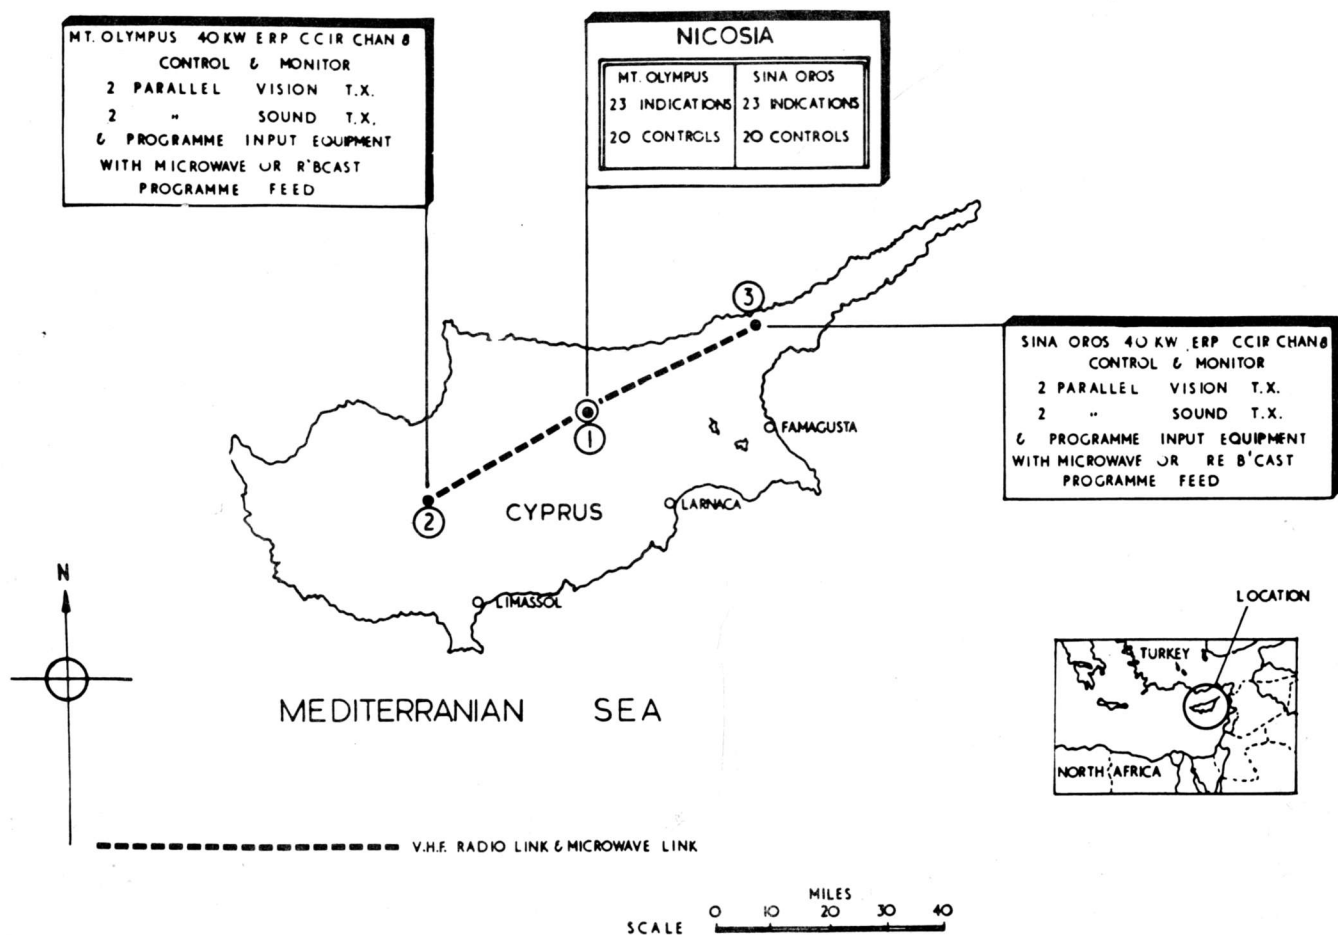 MT. OLYMPUS 40KW ERP CCIR CHAN 8
CONTROL & MONITOR
2 PARALLEL VISION T.X.
2 " SOUND T.X.
& PROGRAMME INPUT EQUIPMENT
WITH MICROWAVE OR R'BCAST
PROGRAMME FEED
NICOSIA
MT. OLYMPUS
23 INDICATIONS
20 CONTROLS
SINA OROS
23 INDICATIONS
20 CONTROLS
3
SINA OROS 40 KW ERP CCIR CHAN 8
CONTROL & MONITOR
2 PARALLEL VISION T.X.
2 " SOUND T.X.
& PROGRAMME INPUT EQUIPMENT
WITH MICROWAVE OR RE B'CAST
PROGRAMME FEED
1
FAMAGUSTA
2
CYPRUS
LARNACA
LIMASSOL
N
MEDITERRANIAN SEA
LOCATION
TURKEY
NORTH AFRICA
V.H.F. RADIO LINK & MICROWAVE LINK
MILES
SCALE 0 10 20 30 40